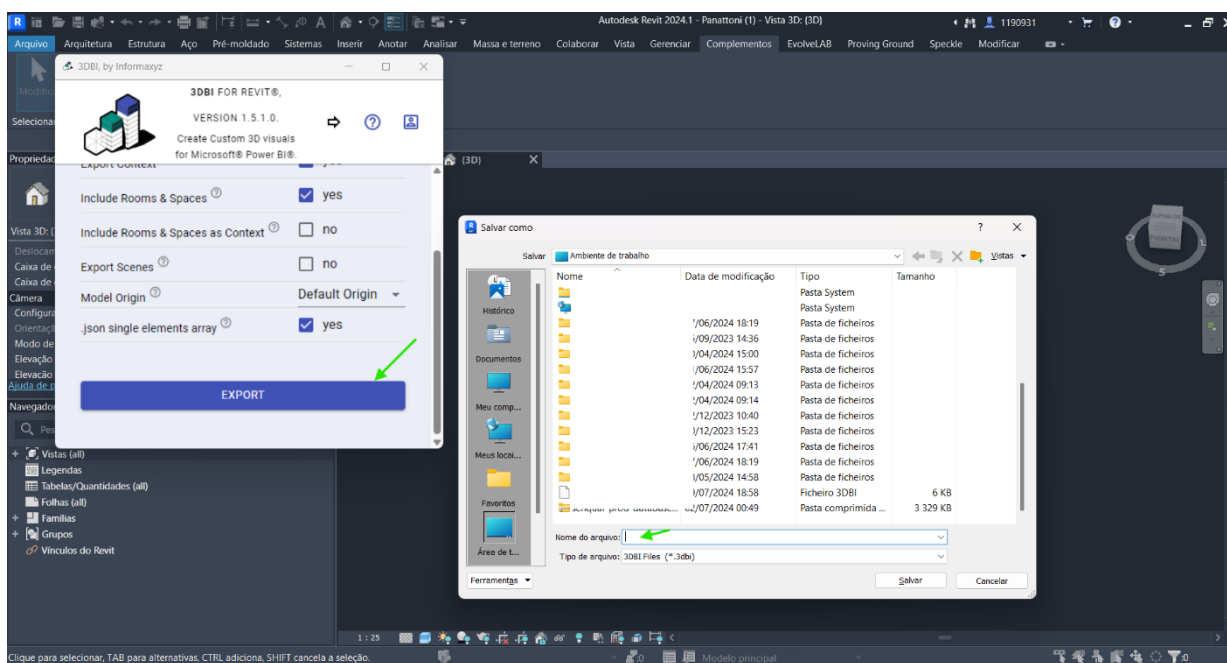 Autodesk Revit 2024.1 - Panattoni (1) - Vista 3D: {3D}
1190931
Arquivo Arquitetura Estrutura Aço Pré-moldado Sistemas Inserir Anotar Analisar Massa e terreno Colaborar Vista Gerenciar Complementos EvolveLAB Proving Ground Speckle Modificar
3DBI, by Informaxyz
3DBI FOR REVIT®,
VERSION 1.5.1.0.
Create Custom 3D visuals
for Microsoft® Power BI®.
Include Rooms & Spaces yes
Include Rooms & Spaces as Context no
Export Scenes no
Model Origin Default Origin
.json single elements array yes
EXPORT
Vista 3D: {
Câmera
Modo de
Elevação
Elevação
Ajuda de p
+ Vistas (all)
Legendas
Tabelas/Quantidades (all)
Folhas (all)
+ Famílias
+ Grupos
Vínculos do Revit
{3D}
SUPERIOR
FRONTAL
L
S
Salvar como
Salvar Ambiente de trabalho Vistas
Nome Data de modificação Tipo Tamanho
Pasta System
Pasta System
/06/2024 18:19 Pasta de ficheiros
/09/2023 14:36 Pasta de ficheiros
/04/2024 15:00 Pasta de ficheiros
/06/2024 15:57 Pasta de ficheiros
/04/2024 09:13 Pasta de ficheiros
/04/2024 09:14 Pasta de ficheiros
/12/2023 10:40 Pasta de ficheiros
/12/2023 15:23 Pasta de ficheiros
/06/2024 17:41 Pasta de ficheiros
/06/2024 18:19 Pasta de ficheiros
/05/2024 14:58 Pasta de ficheiros
/07/2024 18:58 Ficheiro 3DBI 6 KB
02/07/2024 00:49 Pasta comprimida ... 3 329 KB
Histórico
Documentos
Meu comp...
Meus locai...
Favoritos
Área de t...
Nome do arquivo:
Tipo de arquivo: 3DBI Files (*.3dbi)
Ferramentas Salvar Cancelar
1 : 25
Clique para selecionar, TAB para alternativas, CTRL adiciona, SHIFT cancela a seleção. :0 Modelo principal :0